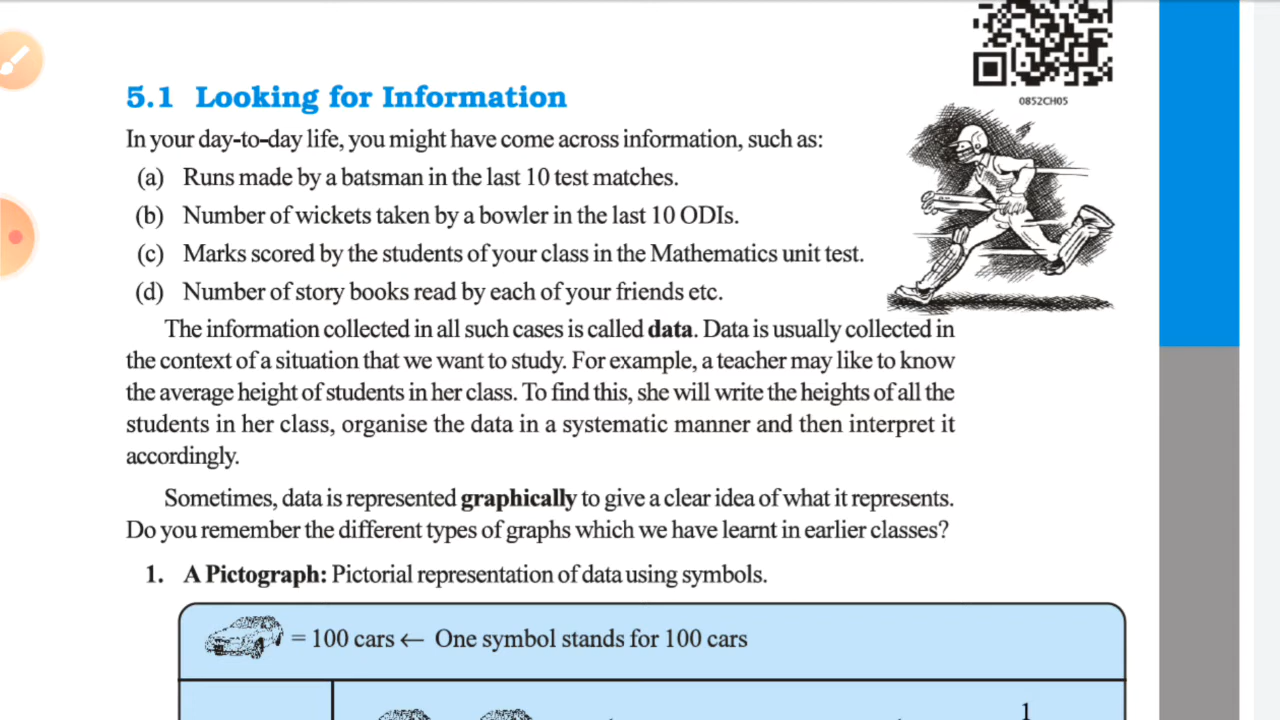 0852CH05
5.1 Looking for Information
In your day-to-day life, you might have come across information, such as:
(a) Runs made by a batsman in the last 10 test matches.
(b) Number of wickets taken by a bowler in the last 10 ODIs.
(c) Marks scored by the students of your class in the Mathematics unit test.
(d) Number of story books read by each of your friends etc.
The information collected in all such cases is called data. Data is usually collected in
the context of a situation that we want to study. For example, a teacher may like to know
the average height of students in her class. To find this, she will write the heights of all the
students in her class, organise the data in a systematic manner and then interpret it
accordingly.
Sometimes, data is represented graphically to give a clear idea of what it represents.
Do you remember the different types of graphs which we have learnt in earlier classes?
1. A Pictograph: Pictorial representation of data using symbols.
= 100 cars ← One symbol stands for 100 cars
1